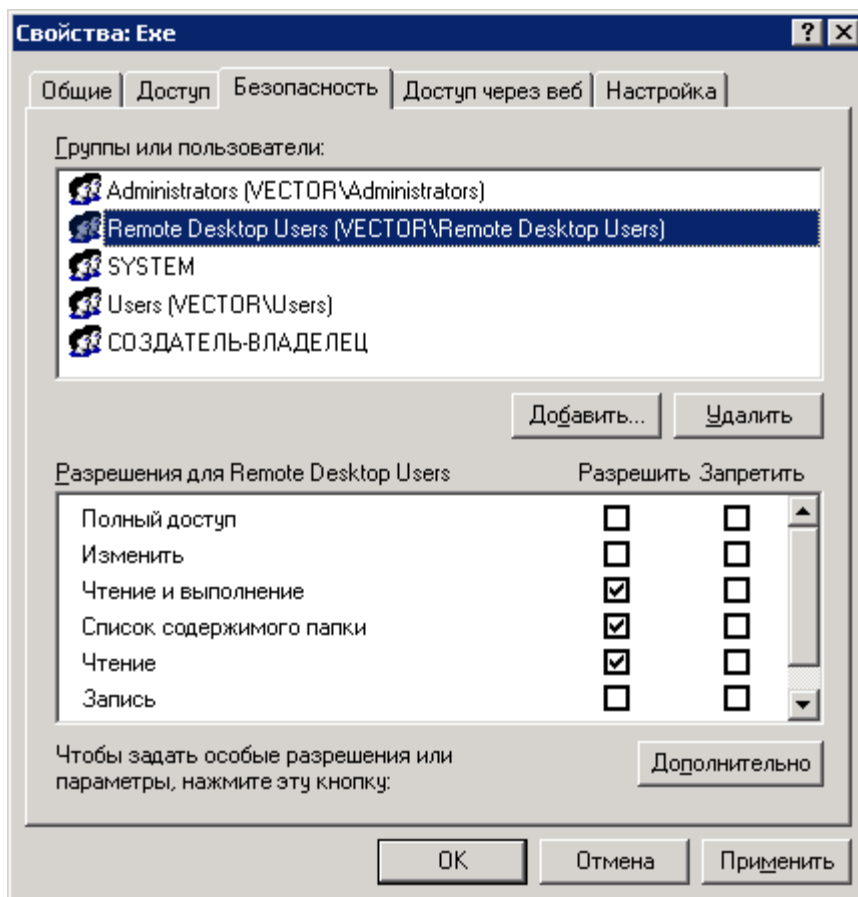 Свойства: Exe
Общие Доступ Безопасность Доступ через веб Настройка
Группы или пользователи:
Administrators (VECTOR\Administrators)
Remote Desktop Users (VECTOR\Remote Desktop Users)
SYSTEM
Users (VECTOR\Users)
СОЗДАТЕЛЬ-ВЛАДЕЛЕЦ
Добавить... Удалить
Разрешения для Remote Desktop Users Разрешить Запретить
Полный доступ
Изменить
Чтение и выполнение
Список содержимого папки
Чтение
Запись
Чтобы задать особые разрешения или
параметры, нажмите эту кнопку:
Дополнительно
OK Отмена Применить